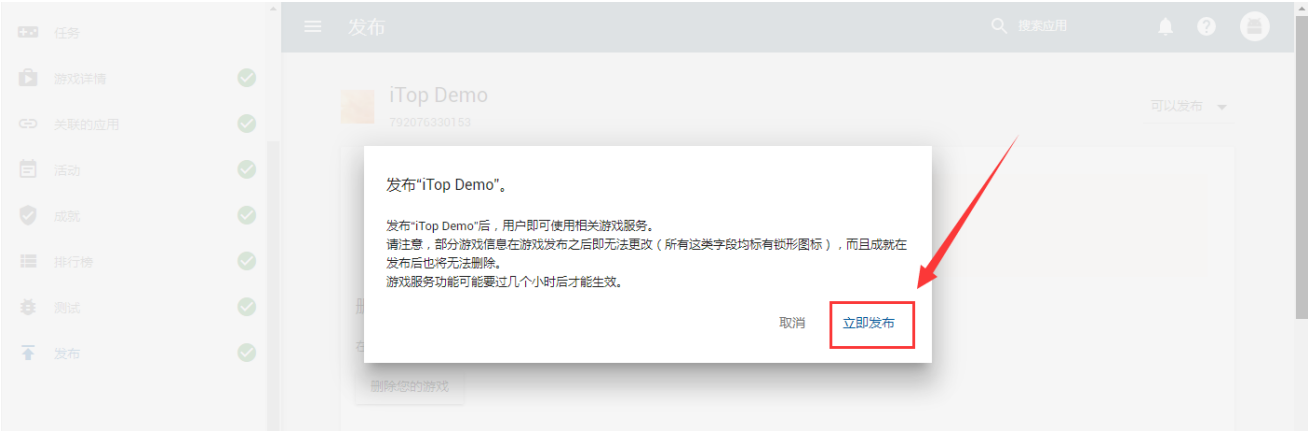 任务
发布
搜索应用
游戏详情
iTop Demo
792076330153
可以发布
关联的应用
活动
成就
排行榜
测试
发布
发布“iTop Demo”。
发布“iTop Demo”后，用户即可使用相关游戏服务。
请注意，部分游戏信息在游戏发布之后即无法更改（所有这类字段均标有锁形图标），而且成就在
发布后也将无法删除。
游戏服务功能可能要过几个小时后才能生效。
取消
立即发布
删
在
删除您的游戏